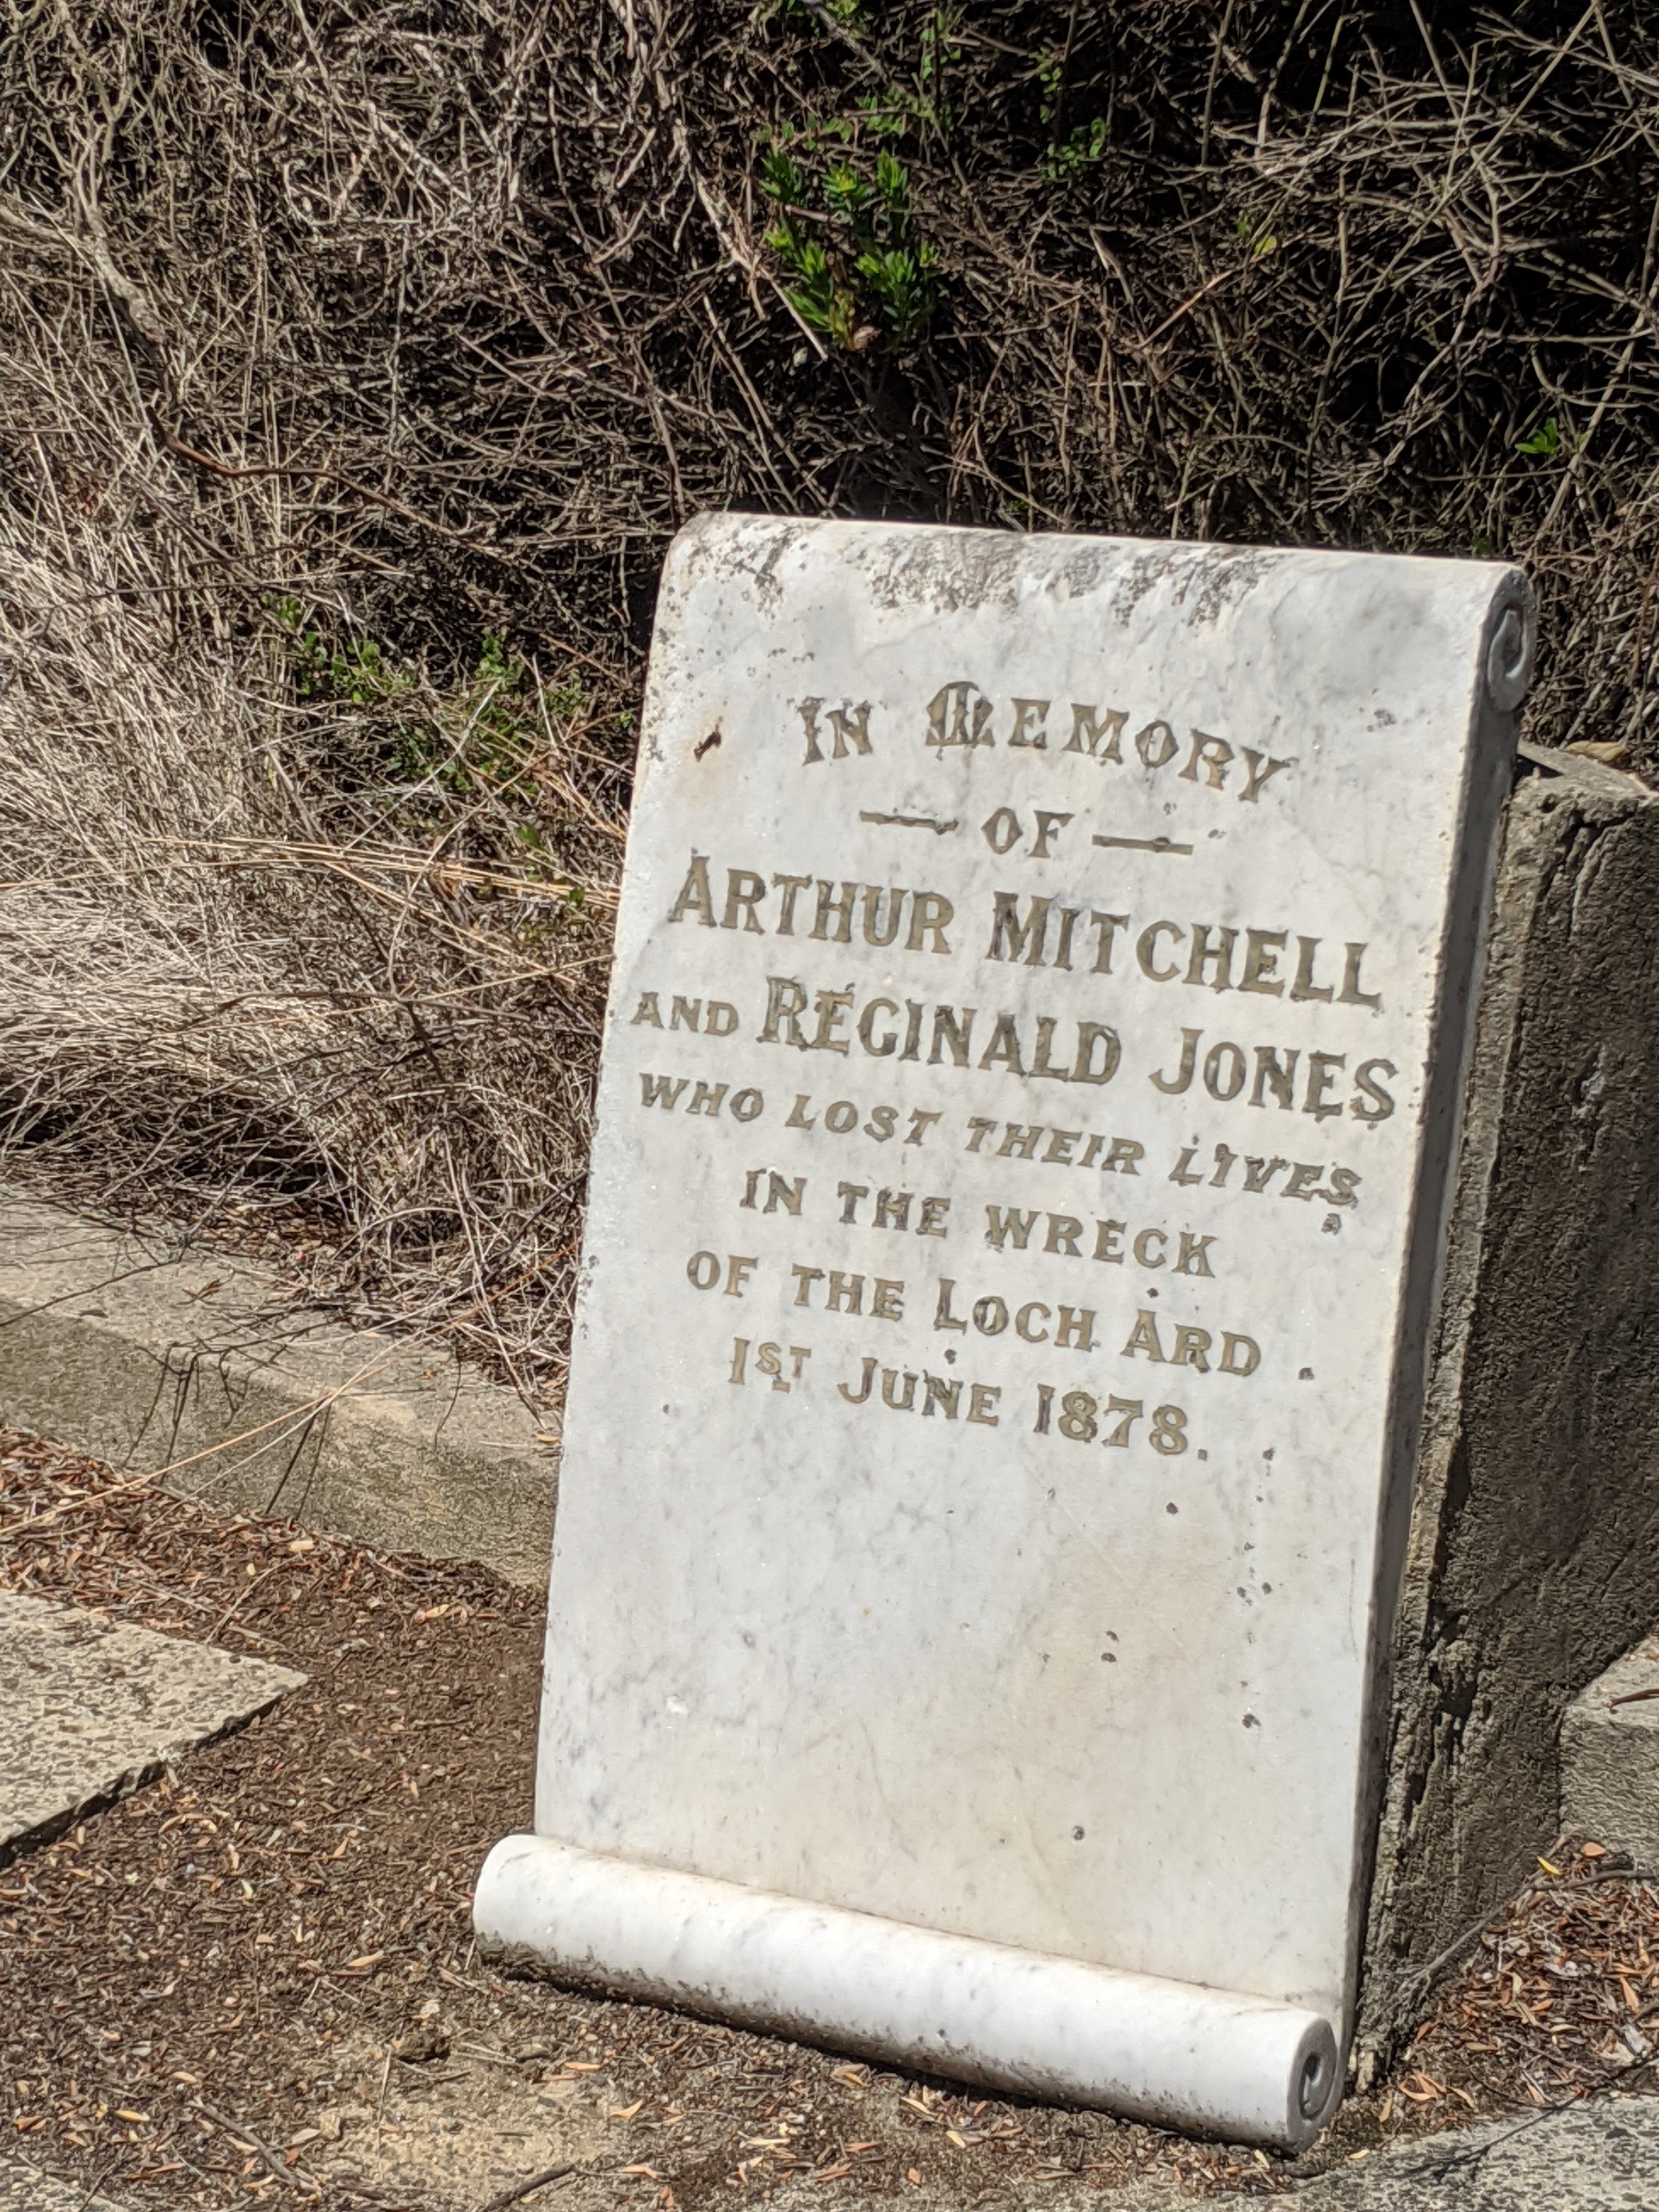 IN MEMORY
— OF —
ARTHUR MITCHELL
AND REGINALD JONES
WHO LOST THEIR LIVES
IN THE WRECK
OF THE LOCH ARD
1ST JUNE 1878.